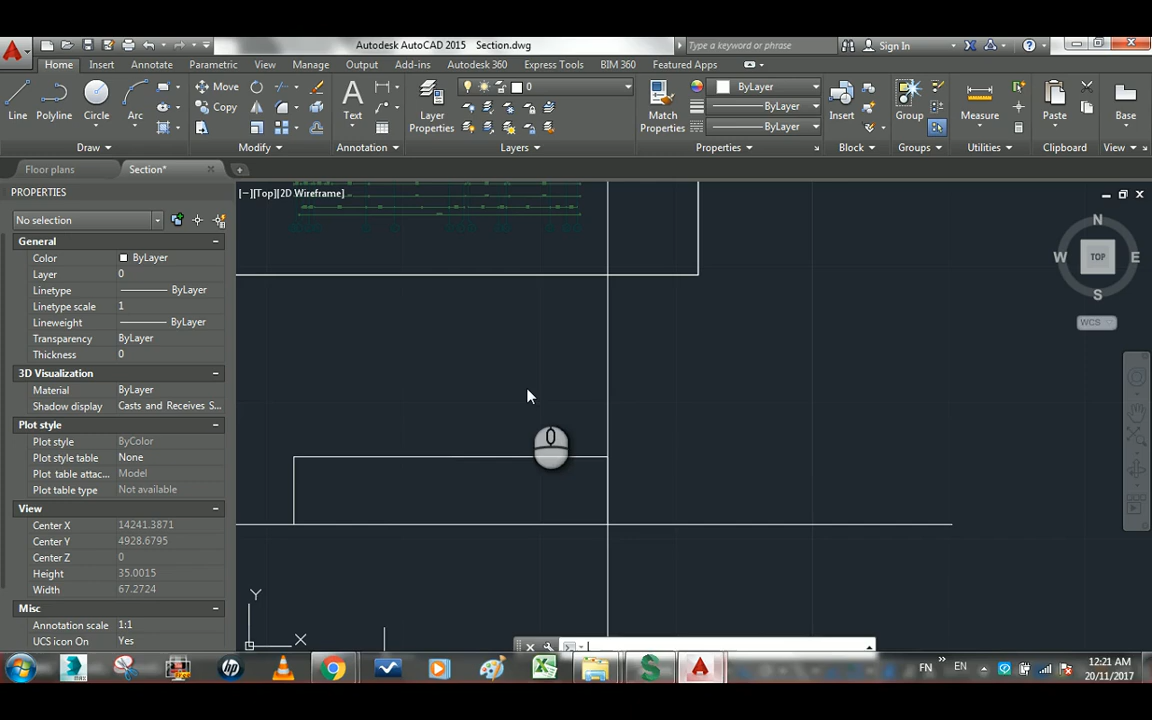 Autodesk AutoCAD 2015 Section.dwg
Type a keyword or phrase
Sign In
Home Insert Annotate Parametric View Manage Output Add-ins Autodesk 360 Express Tools BIM 360 Featured Apps
Line Polyline Circle Arc
Move
Copy
Text
Layer Properties
0
Match Properties
ByLayer
ByLayer
ByLayer
Insert
Group
Measure
Paste
Base
Draw Modify Annotation Layers Properties Block Groups Utilities Clipboard View
Floor plans Section*
PROPERTIES
[−][Top][2D Wireframe]
No selection
General
Color ByLayer
Layer 0
Linetype ByLayer
Linetype scale 1
Lineweight ByLayer
Transparency ByLayer
Thickness 0
3D Visualization
Material ByLayer
Shadow display Casts and Receives S...
Plot style
Plot style ByColor
Plot style table None
Plot table attac... Model
Plot table type Not available
View
Center X 14241.3871
Center Y 4928.6795
Center Z 0
Height 35.0015
Width 67.2724
Misc
Annotation scale 1:1
UCS icon On Yes
N
W TOP E
S
WCS
Y
X
0
FN EN
12:21 AM
20/11/2017